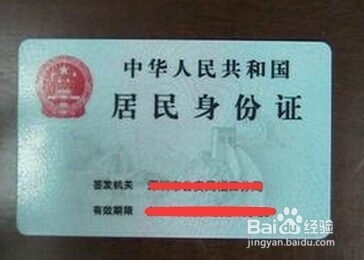 中华人民共和国
居民身份证
签发机关
有效期限
Baidu 经验
jingyan.baidu.com